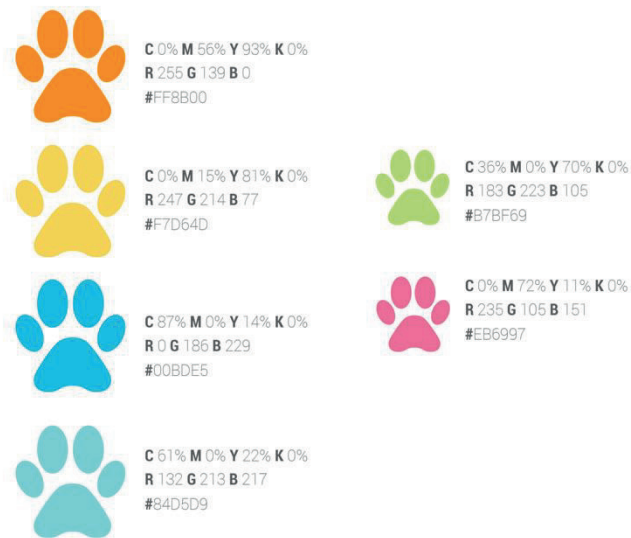 C 0% M 56% Y 93% K 0%
R 255 G 139 B 0
#FF8B00
C 0% M 15% Y 81% K 0%
R 247 G 214 B 77
#F7D64D
C 87% M 0% Y 14% K 0%
R 0 G 186 B 229
#00BDE5
C 61% M 0% Y 22% K 0%
R 132 G 213 B 217
#84D5D9
C 36% M 0% Y 70% K 0%
R 183 G 223 B 105
#B7BF69
C 0% M 72% Y 11% K 0%
R 235 G 105 B 151
#EB6997